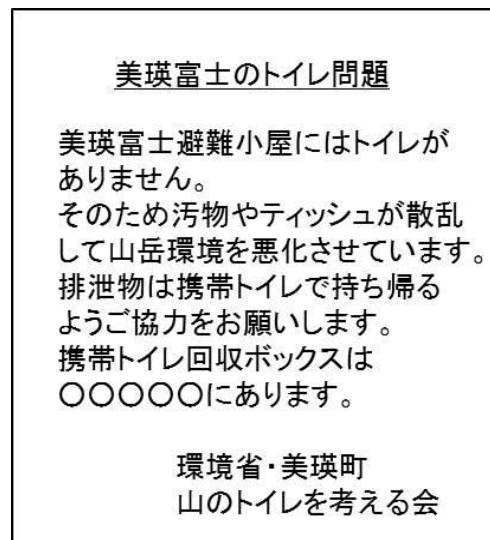 美瑛富士のトイレ問題
美瑛富士避難小屋にはトイレが
ありません。
そのため汚物やティッシュが散乱
して山岳環境を悪化させています。
排泄物は携帯トイレで持ち帰る
ようご協力をお願いします。
携帯トイレ回収ボックスは
〇〇〇〇〇にあります。
環境省・美瑛町
山のトイレを考える会